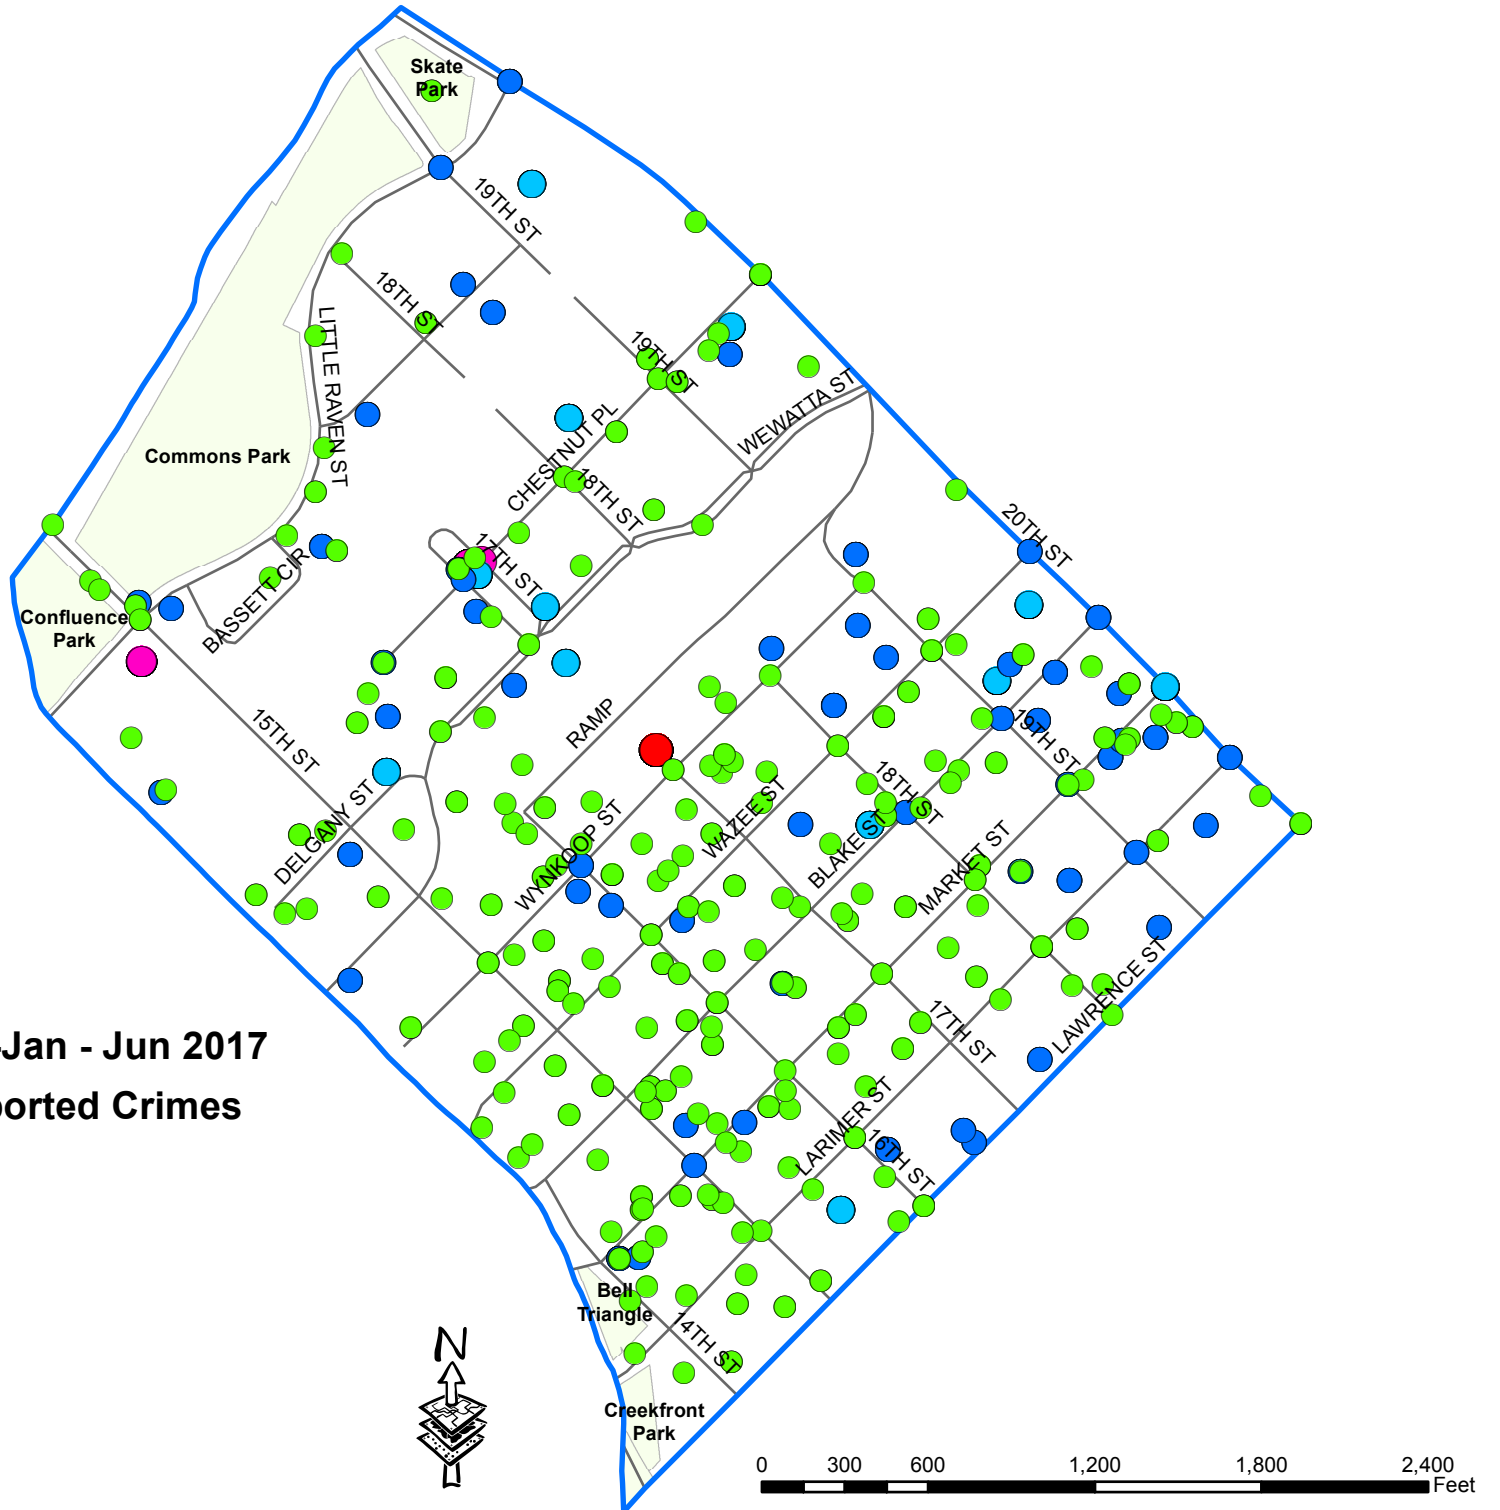 Skate
Park
19TH ST
18TH ST
LITTLE RAVEN ST
19TH ST
WEWATTA ST
CHESTNUT PL
Commons Park
18TH ST
20TH ST
17TH ST
BASSETT CIR
Confluence
Park
15TH ST
RAMP
19TH ST
DELGANY ST
WYNKOOP ST
WAZEE ST
18TH ST
BLAKE ST
MARKET ST
LAWRENCE ST
17TH ST
Jan - Jun 2017
orted Crimes
LARIMER ST
16TH ST
Bell
Triangle
14TH ST
N
Creekfront
Park
0 300 600 1,200 1,800 2,400
Feet